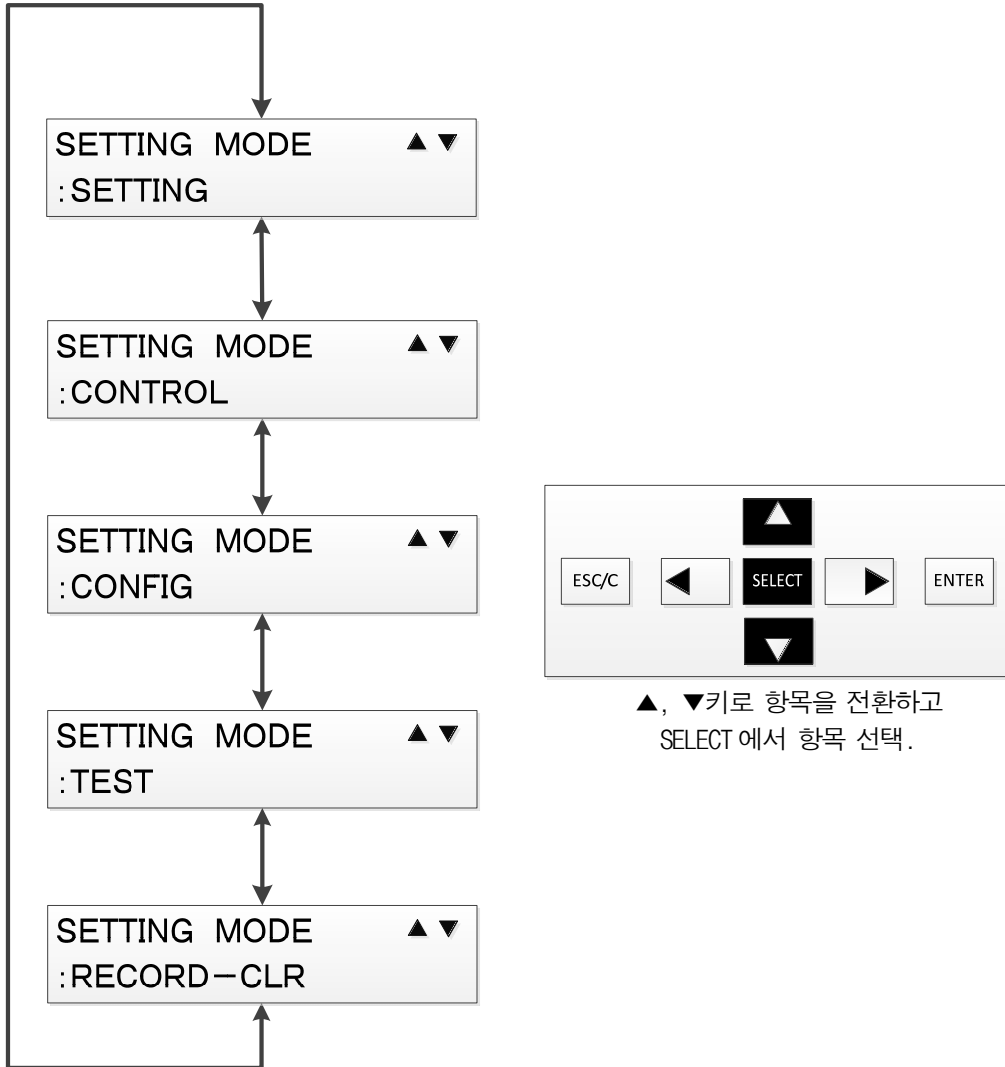 SETTING MODE ▲ ▼
:SETTING
SETTING MODE ▲ ▼
:CONTROL
SETTING MODE ▲ ▼
:CONFIG
SETTING MODE ▲ ▼
:TEST
SETTING MODE ▲ ▼
:RECORD-CLR
ESC/C ◀ SELECT ▶ ENTER
▲, ▼키로 항목을 전환하고
SELECT에서 항목 선택.